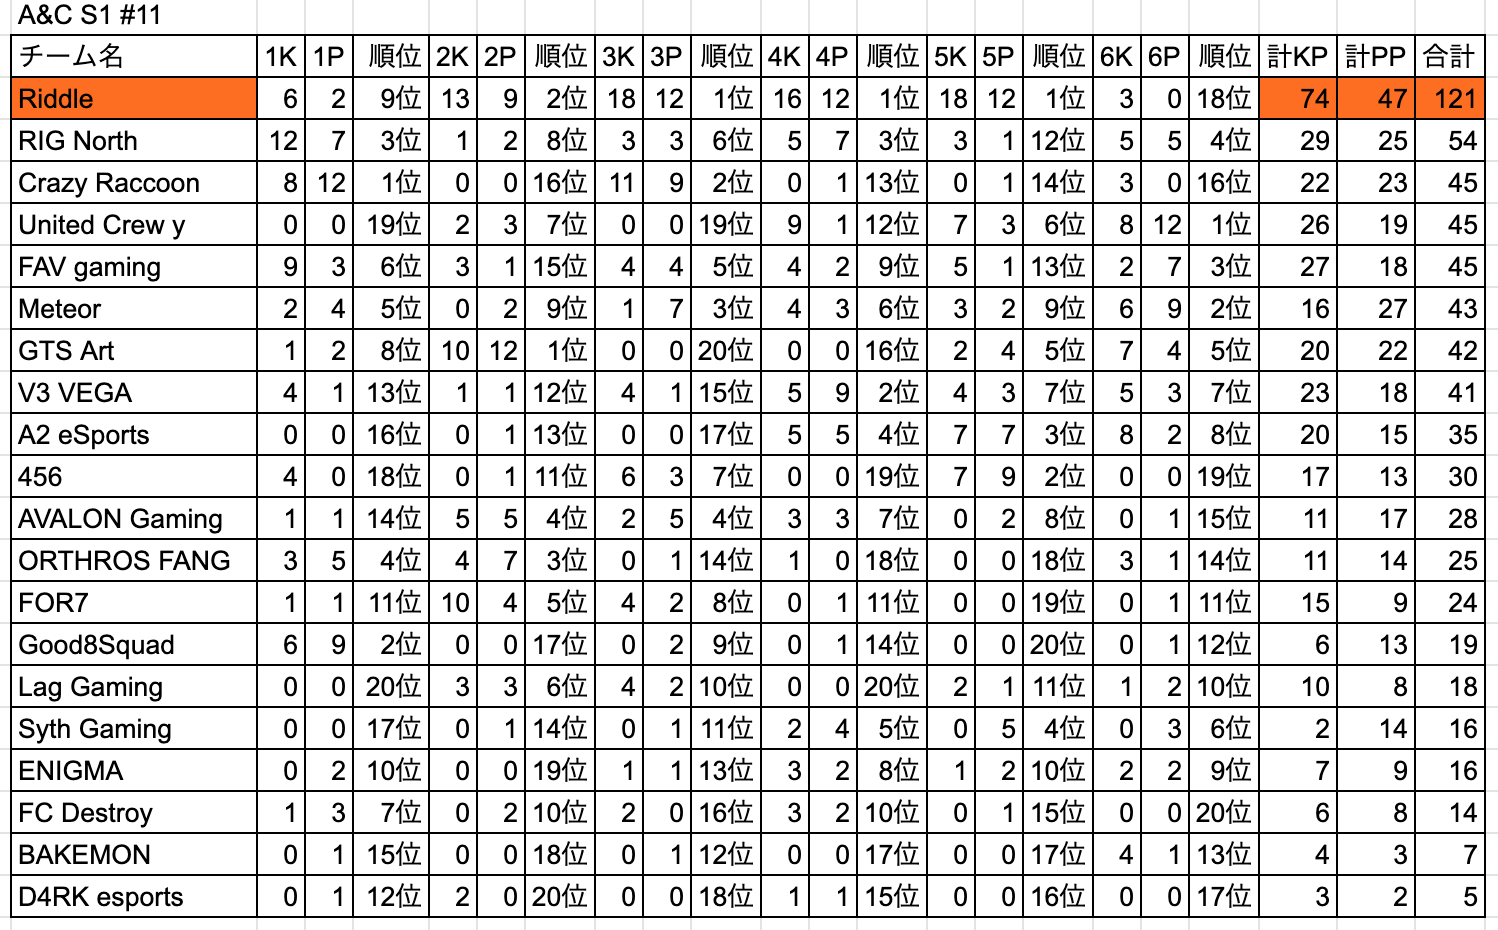 A&C S1 #11
チーム名 1K 1P 順位 2K 2P 順位 3K 3P 順位 4K 4P 順位 5K 5P 順位 6K 6P 順位 計KP 計PP 合計
Riddle 6 2 9位 13 9 2位 18 12 1位 16 12 1位 18 12 1位 3 0 18位 74 47 121
RIG North 12 7 3位 1 2 8位 3 3 6位 5 7 3位 3 1 12位 5 5 4位 29 25 54
Crazy Raccoon 8 12 1位 0 0 16位 11 9 2位 0 1 13位 0 1 14位 3 0 16位 22 23 45
United Crew y 0 0 19位 2 3 7位 0 0 19位 9 1 12位 7 3 6位 8 12 1位 26 19 45
FAV gaming 9 3 6位 3 1 15位 4 4 5位 4 2 9位 5 1 13位 2 7 3位 27 18 45
Meteor 2 4 5位 0 2 9位 1 7 3位 4 3 6位 3 2 9位 6 9 2位 16 27 43
GTS Art 1 2 8位 10 12 1位 0 0 20位 0 0 16位 2 4 5位 7 4 5位 20 22 42
V3 VEGA 4 1 13位 1 1 12位 4 1 15位 5 9 2位 4 3 7位 5 3 7位 23 18 41
A2 eSports 0 0 16位 0 1 13位 0 0 17位 5 5 4位 7 7 3位 8 2 8位 20 15 35
456 4 0 18位 0 1 11位 6 3 7位 0 0 19位 7 9 2位 0 0 19位 17 13 30
AVALON Gaming 1 1 14位 5 5 4位 2 5 4位 3 3 7位 0 2 8位 0 1 15位 11 17 28
ORTHROS FANG 3 5 4位 4 7 3位 0 1 14位 1 0 18位 0 0 18位 3 1 14位 11 14 25
FOR7 1 1 11位 10 4 5位 4 2 8位 0 1 11位 0 0 19位 0 1 11位 15 9 24
Good8Squad 6 9 2位 0 0 17位 0 2 9位 0 1 14位 0 0 20位 0 1 12位 6 13 19
Lag Gaming 0 0 20位 3 3 6位 4 2 10位 0 0 20位 2 1 11位 1 2 10位 10 8 18
Syth Gaming 0 0 17位 0 1 14位 0 1 11位 2 4 5位 0 5 4位 0 3 6位 2 14 16
ENIGMA 0 2 10位 0 0 19位 1 1 13位 3 2 8位 1 2 10位 2 2 9位 7 9 16
FC Destroy 1 3 7位 0 2 10位 2 0 16位 3 2 10位 0 1 15位 0 0 20位 6 8 14
BAKEMON 0 1 15位 0 0 18位 0 1 12位 0 0 17位 0 0 17位 4 1 13位 4 3 7
D4RK esports 0 1 12位 2 0 20位 0 0 18位 1 1 15位 0 0 16位 0 0 17位 3 2 5